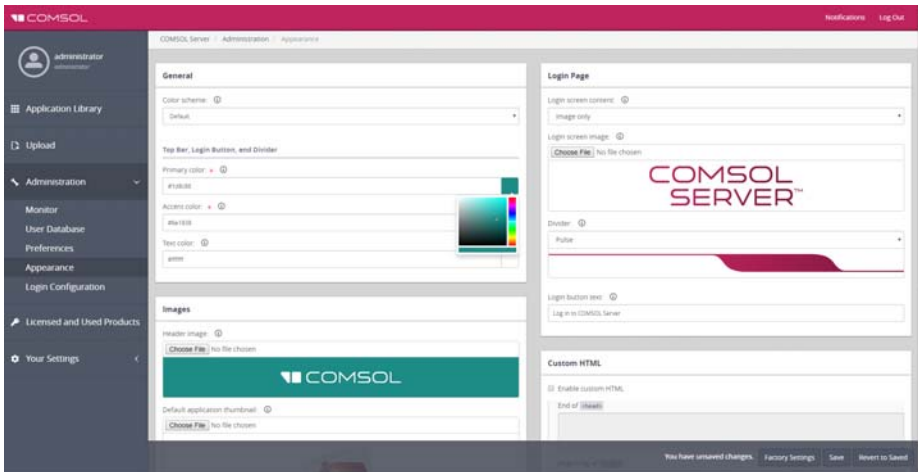 COMSOL
Notifications Log Out
administrator
administrator
COMSOL Server / Administration / Appearance
General
Color scheme:
Default
Top Bar, Login Button, and Divider
Primary color:
Accent color:
Text color:
#ffffff
Images
Header image:
Choose File No file chosen
COMSOL
Default application thumbnail:
Choose File No file chosen
Application Library
Upload
Administration
Monitor
User Database
Preferences
Appearance
Login Configuration
Licensed and Used Products
Your Settings
Login Page
Login screen content:
Image only
Login screen image:
Choose File No file chosen
COMSOL
SERVER™
Divider:
Pulse
Login button text:
Log in to COMSOL Server
Custom HTML
Enable custom HTML
End of <head>
You have unsaved changes. Factory Settings Save Revert to Saved